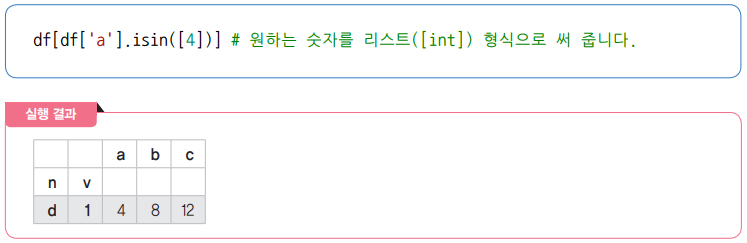 df[df['a'].isin([4])] # 원하는 숫자를 리스트([int]) 형식으로 써 줍니다.
실행 결과
a b c
n v
d 1 4 8 12